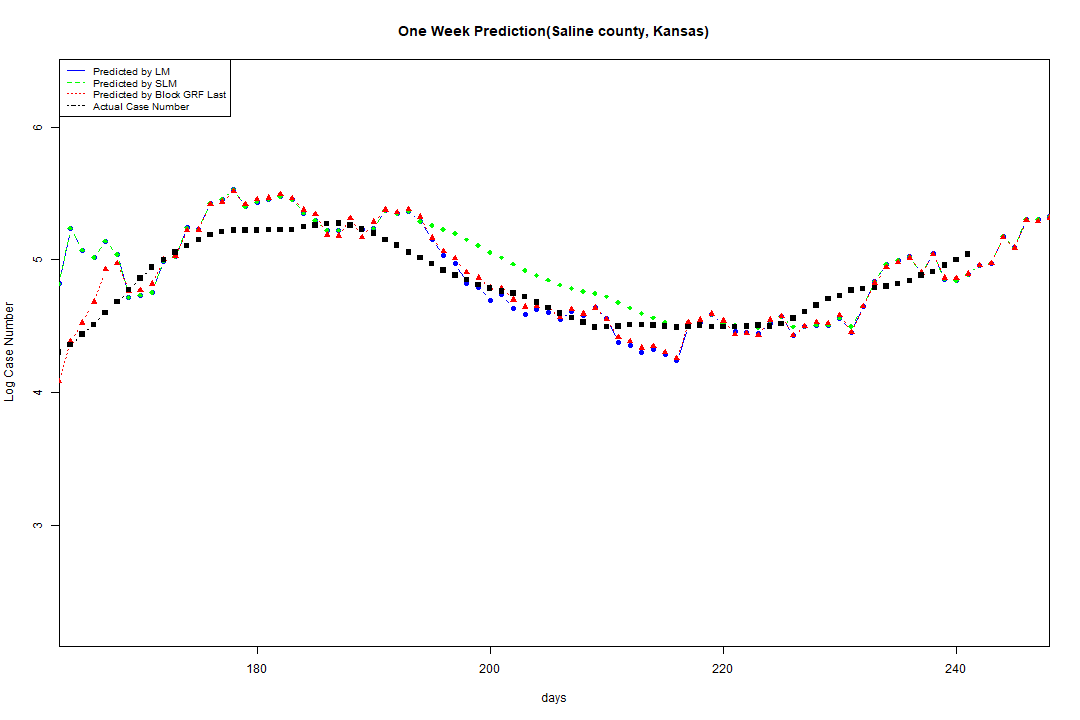 One Week Prediction(Saline county, Kansas)
Predicted by LM
Predicted by SLM
Predicted by Block GRF Last
Actual Case Number
6
5
4
3
Log Case Number
180 200 220 240
days